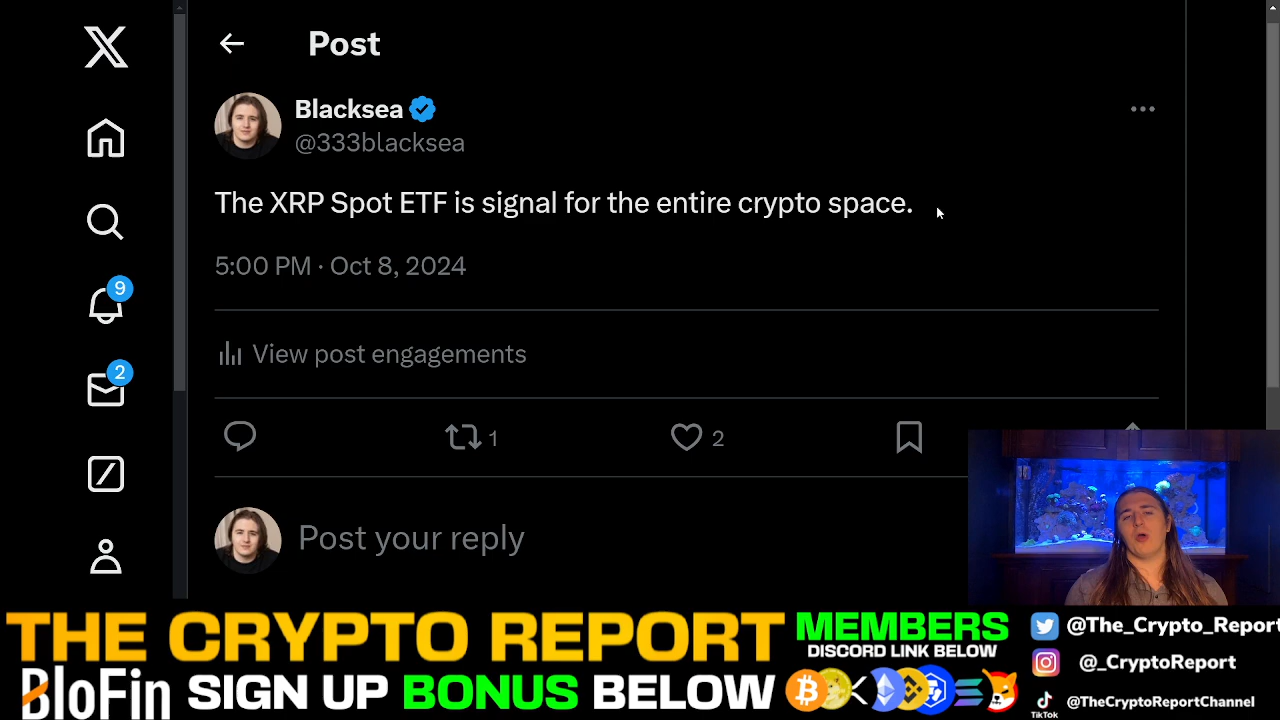 Post
Blacksea
@333blacksea
The XRP Spot ETF is signal for the entire crypto space.
5:00 PM · Oct 8, 2024
9
View post engagements
2
1
2
Post your reply
THE CRYPTO REPORT
MEMBERS
DISCORD LINK BELOW
@The_Crypto_Report
BloFin SIGN UP BONUS BELOW
@_CryptoReport
TikTok
@TheCryptoReportChannel